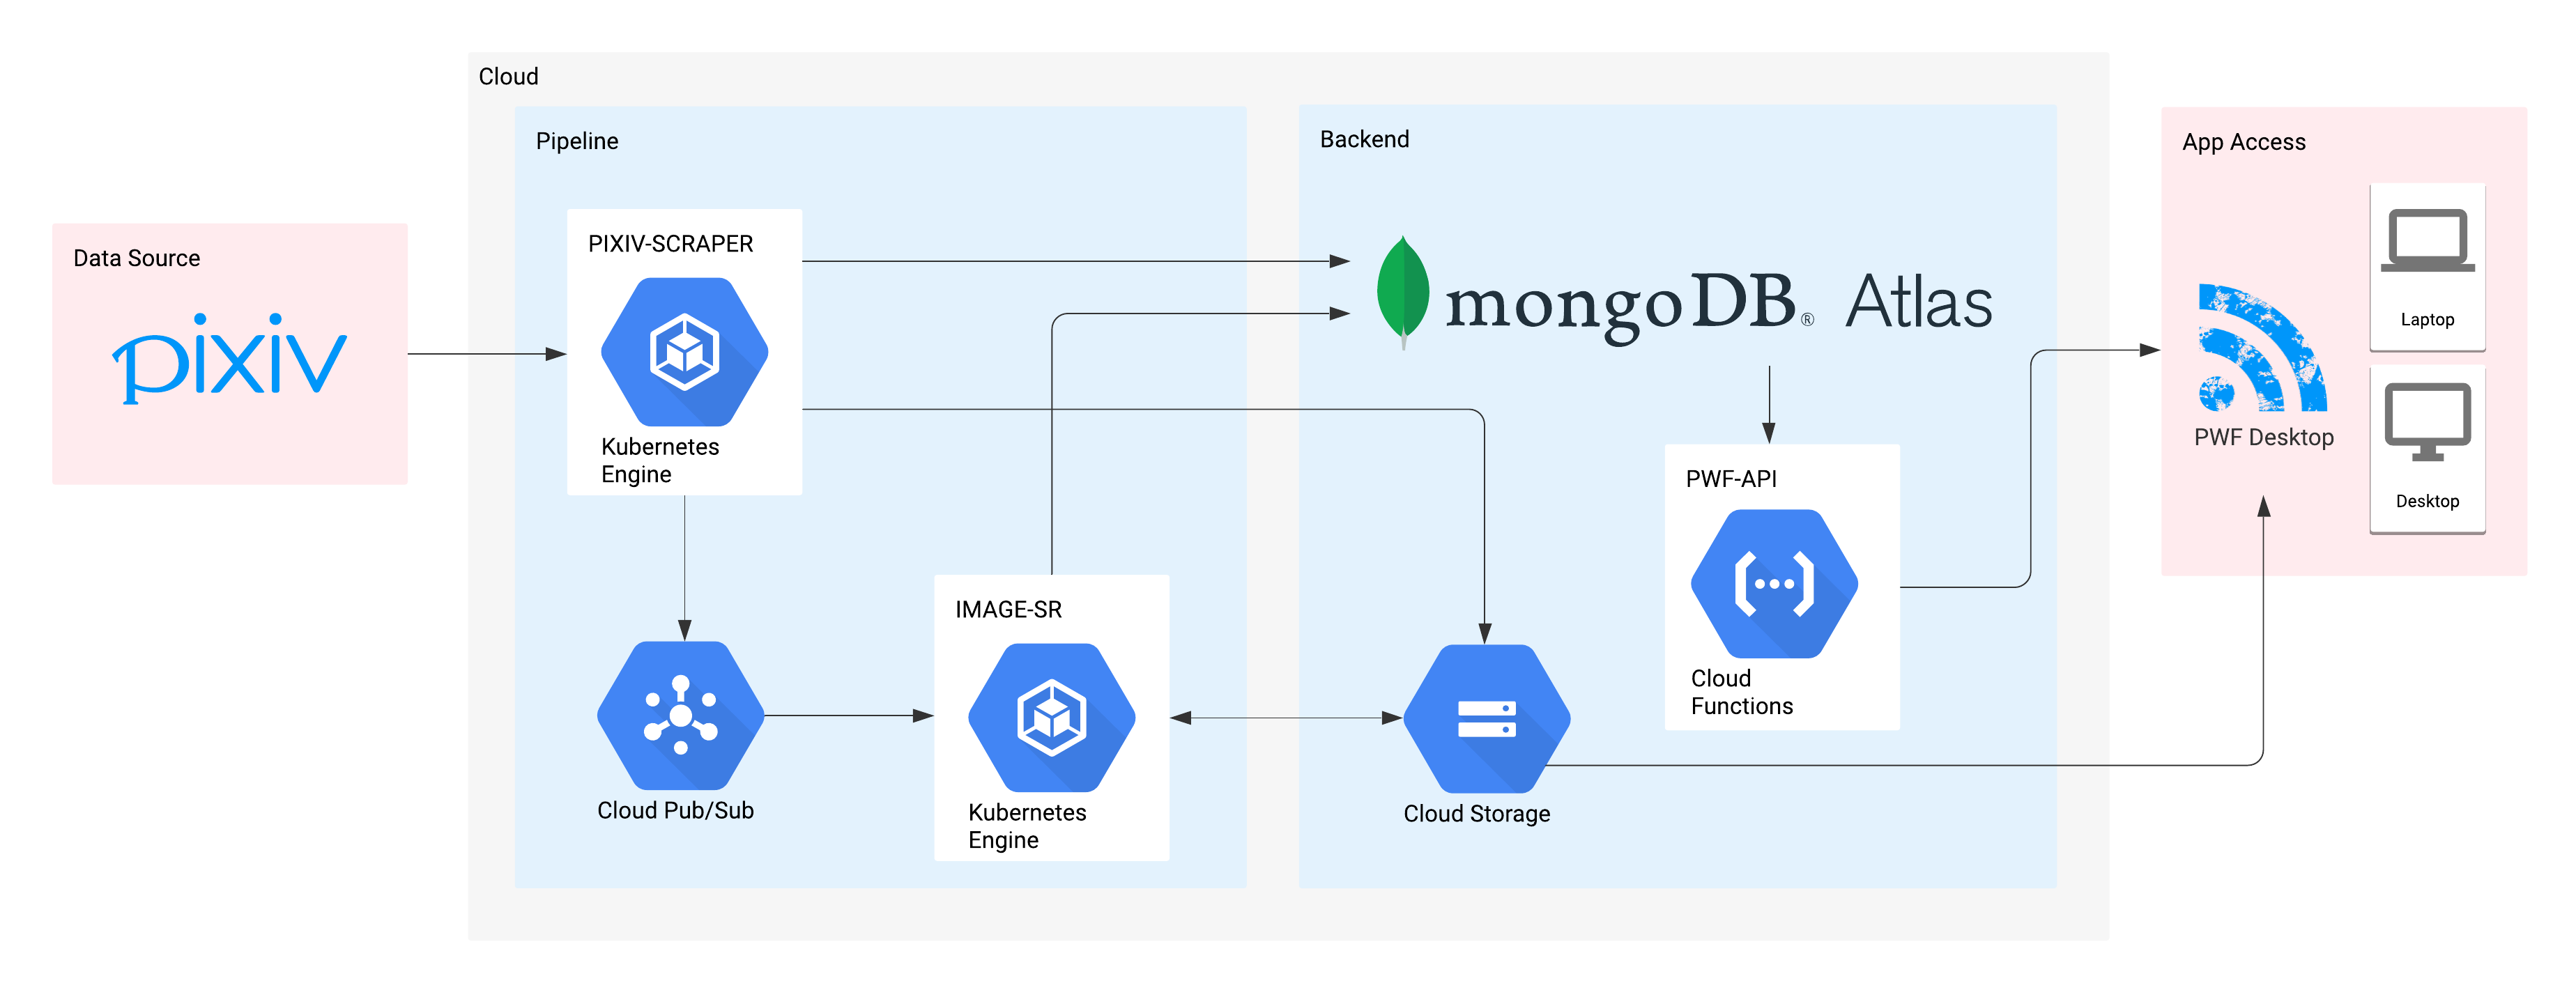 Cloud
Data Source
pixiv
Pipeline
PIXIV-SCRAPER
Kubernetes
Engine
Cloud Pub/Sub
IMAGE-SR
Kubernetes
Engine
Backend
mongoDB® Atlas
PWF-API
Cloud
Functions
Cloud Storage
App Access
PWF Desktop
Laptop
Desktop